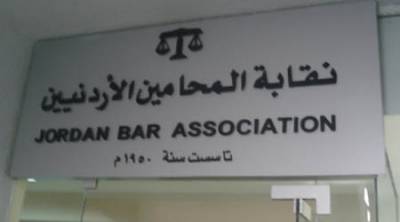 نقابة المحامين الأردنيين
JORDAN BAR ASSOCIATION
تأسست سنة ١٩٥٠م